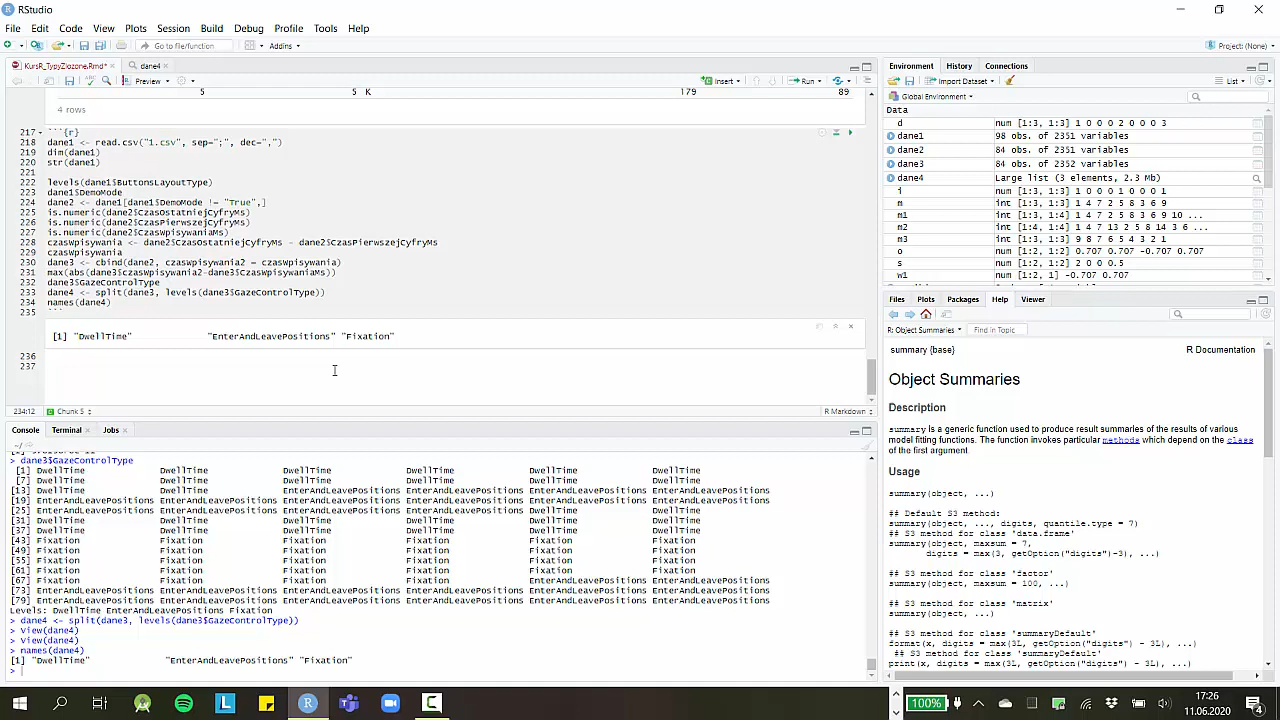 RStudio
File Edit Code View Plots Session Build Debug Profile Tools Help
Go to file/function Addins Project: (None)
KursR_TypyZlozone.Rmd* dane4
Preview Insert Run
5 5 K 179 89
4 rows
217 ```{r}
218 dane1 <- read.csv("1.csv", sep=";", dec=",")
219 dim(dane1)
220 str(dane1)
221
222 levels(dane1$ButtonsLayoutType)
223 dane1$DemoMode
224 dane2 <- dane1[dane1$DemoMode != "True",]
225 is.numeric(dane2$CzasOstatniejCyfryMs)
226 is.numeric(dane2$CzasPierwszejCyfryMs)
227 is.numeric(dane2$CzasWpisywaniaMs)
228 czasWpisywania <- dane2$CzasOstatniejCyfryMs - dane2$CzasPierwszejCyfryMs
229 czasWpisywania
230 dane3 <- cbind(dane2, czasWpisywania2 = czasWpisywania)
231 max(abs(dane3$czasWpisywania2-dane3$CzasWpisywaniaMs))
232 dane3$GazeControlType
233 dane4 <- split(dane3, levels(dane3$GazeControlType))
234 names(dane4)
235 ```
[1] "DwellTime" "EnterAndLeavePositions" "Fixation"
236
237
234:12 Chunk 5 R Markdown
Console Terminal Jobs
~/
> dane3$GazeControlType
[1] DwellTime DwellTime DwellTime DwellTime DwellTime DwellTime
[7] DwellTime DwellTime DwellTime DwellTime DwellTime DwellTime
[13] DwellTime DwellTime EnterAndLeavePositions EnterAndLeavePositions EnterAndLeavePositions EnterAndLeavePositions
[19] EnterAndLeavePositions EnterAndLeavePositions EnterAndLeavePositions EnterAndLeavePositions EnterAndLeavePositions EnterAndLeavePositions
[25] EnterAndLeavePositions EnterAndLeavePositions EnterAndLeavePositions EnterAndLeavePositions DwellTime DwellTime
[31] DwellTime DwellTime DwellTime DwellTime DwellTime DwellTime
[37] DwellTime DwellTime DwellTime DwellTime DwellTime DwellTime
[43] Fixation Fixation Fixation Fixation Fixation Fixation
[49] Fixation Fixation Fixation Fixation Fixation Fixation
[55] Fixation Fixation Fixation Fixation Fixation Fixation
[61] Fixation Fixation Fixation Fixation Fixation Fixation
[67] Fixation Fixation Fixation Fixation EnterAndLeavePositions EnterAndLeavePositions
[73] EnterAndLeavePositions EnterAndLeavePositions EnterAndLeavePositions EnterAndLeavePositions EnterAndLeavePositions EnterAndLeavePositions
[79] EnterAndLeavePositions EnterAndLeavePositions EnterAndLeavePositions EnterAndLeavePositions EnterAndLeavePositions EnterAndLeavePositions
Levels: DwellTime EnterAndLeavePositions Fixation
> dane4 <- split(dane3, levels(dane3$GazeControlType))
> View(dane4)
> View(dane4)
> names(dane4)
[1] "DwellTime" "EnterAndLeavePositions" "Fixation"
>
Environment History Connections
Import Dataset List
Global Environment
Data
d num [1:3, 1:3] 1 0 0 0 2 0 0 0 3
dane1 98 obs. of 2351 variables
dane2 84 obs. of 2351 variables
dane3 84 obs. of 2352 variables
dane4 Large list (3 elements, 2.3 Mb)
i num [1:3, 1:3] 1 0 0 0 1 0 0 0 1
m int [1:3, 1:3] 1 4 7 2 5 8 3 6 9
m1 int [1:3, 1:4] 1 4 7 2 5 8 3 6 9 10 ...
m2 int [1:4, 1:4] 1 4 7 13 2 5 8 14 3 6 ...
m3 int [1:3, 1:3] 9 8 7 6 5 4 3 2 1
o num [1:2, 1:2] 0.707 0.707 -0.707 0.707
s num [1:2, 1:2] 2 0 0 0.5
w1 num [1:2, 1] -0.707 0.707
Files Plots Packages Help Viewer
R: Object Summaries Find in Topic
summary {base} R Documentation
Object Summaries
Description
summary is a generic function used to produce result summaries of the results of various
model fitting functions. The function invokes particular methods which depend on the class
of the first argument.
Usage
summary(object, ...)
## Default S3 method:
summary(object, ..., digits, quantile.type = 7)
## S3 method for class 'data.frame'
summary(object, maxsum = 7,
digits = max(3, getOption("digits")-3), ...)
## S3 method for class 'factor'
summary(object, maxsum = 100, ...)
## S3 method for class 'matrix'
summary(object, ...)
## S3 method for class 'summaryDefault'
format(x, digits = max(3L, getOption("digits") - 3L), ...)
## S3 method for class 'summaryDefault'
print(x, digits = max(3L, getOption("digits") - 3L), ...)
100%
17:26
11.06.2020
4